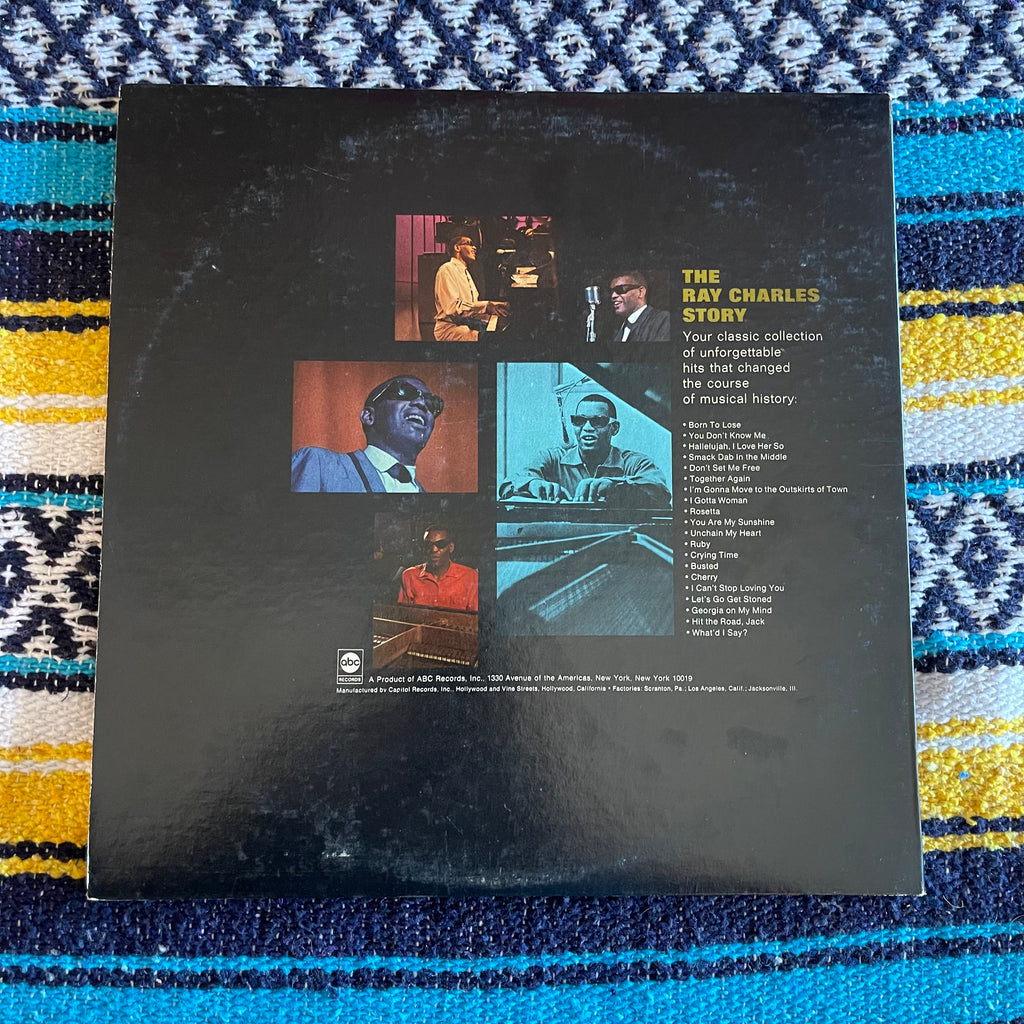 THE
RAY CHARLES
STORY
Your classic collection
of unforgettable
hits that changed
the course
of musical history:
• Born To Lose
• You Don't Know Me
• Hallelujah, I Love Her So
• Smack Dab In the Middle
• Don't Set Me Free
• Together Again
• I'm Gonna Move to the Outskirts of Town
• I Gotta Woman
• Rosetta
• You Are My Sunshine
• Unchain My Heart
• Ruby
• Crying Time
• Busted
• Cherry
• I Can't Stop Loving You
• Let's Go Get Stoned
• Georgia on My Mind
• Hit the Road, Jack
• What'd I Say?
abc
RECORDS
A Product of ABC Records, Inc., 1330 Avenue of the Americas, New York, New York 10019
Manufactured by Capitol Records, Inc., Hollywood and Vine Streets, Hollywood, California • Factories: Scranton, Pa.; Los Angeles, Calif.; Jacksonville, Ill.